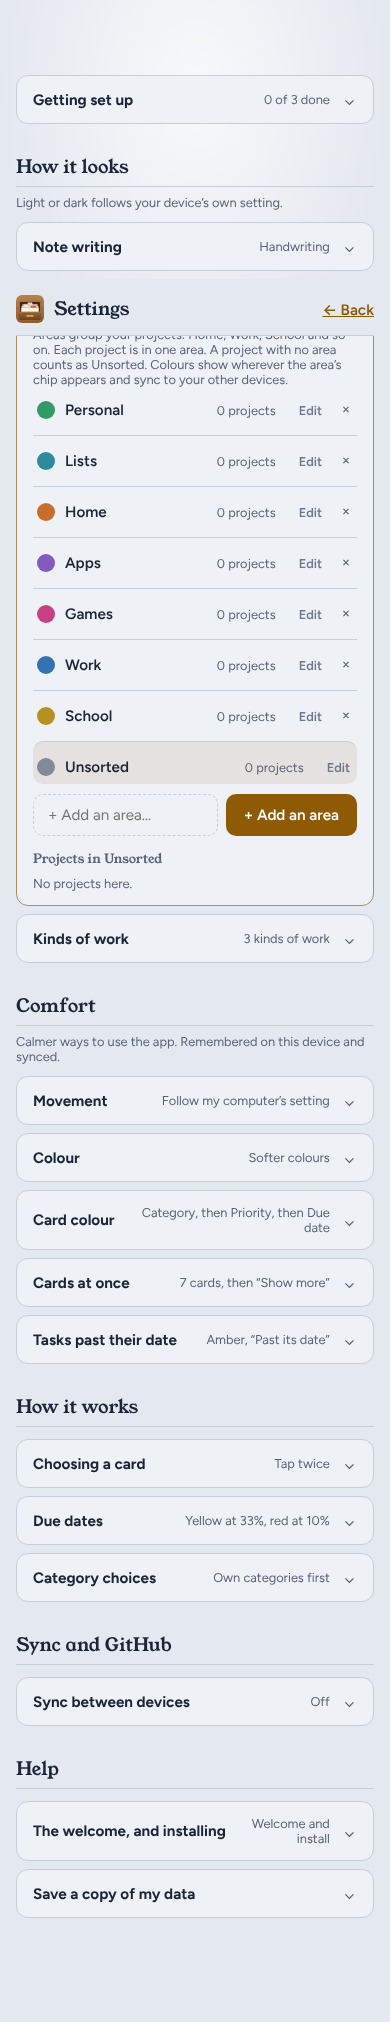 Getting set up 0 of 3 done
How it looks
Light or dark follows your device's own setting.
Note writing Handwriting
Settings ← Back
Areas group your projects. Home, Work, School and so
on. Each project is in one area. A project with no area
counts as Unsorted. Colours show wherever the area's
chip appears and sync to your other devices.
Personal 0 projects Edit ×
Lists 0 projects Edit ×
Home 0 projects Edit ×
Apps 0 projects Edit ×
Games 0 projects Edit ×
Work 0 projects Edit ×
School 0 projects Edit ×
Unsorted 0 projects Edit
+ Add an area... + Add an area
Projects in Unsorted
No projects here.
Kinds of work 3 kinds of work
Comfort
Calmer ways to use the app. Remembered on this device and
synced.
Movement Follow my computer's setting
Colour Softer colours
Card colour Category, then Priority, then Due
date
Cards at once 7 cards, then “Show more”
Tasks past their date Amber, “Past its date”
How it works
Choosing a card Tap twice
Due dates Yellow at 33%, red at 10%
Category choices Own categories first
Sync and GitHub
Sync between devices Off
Help
The welcome, and installing Welcome and
install
Save a copy of my data